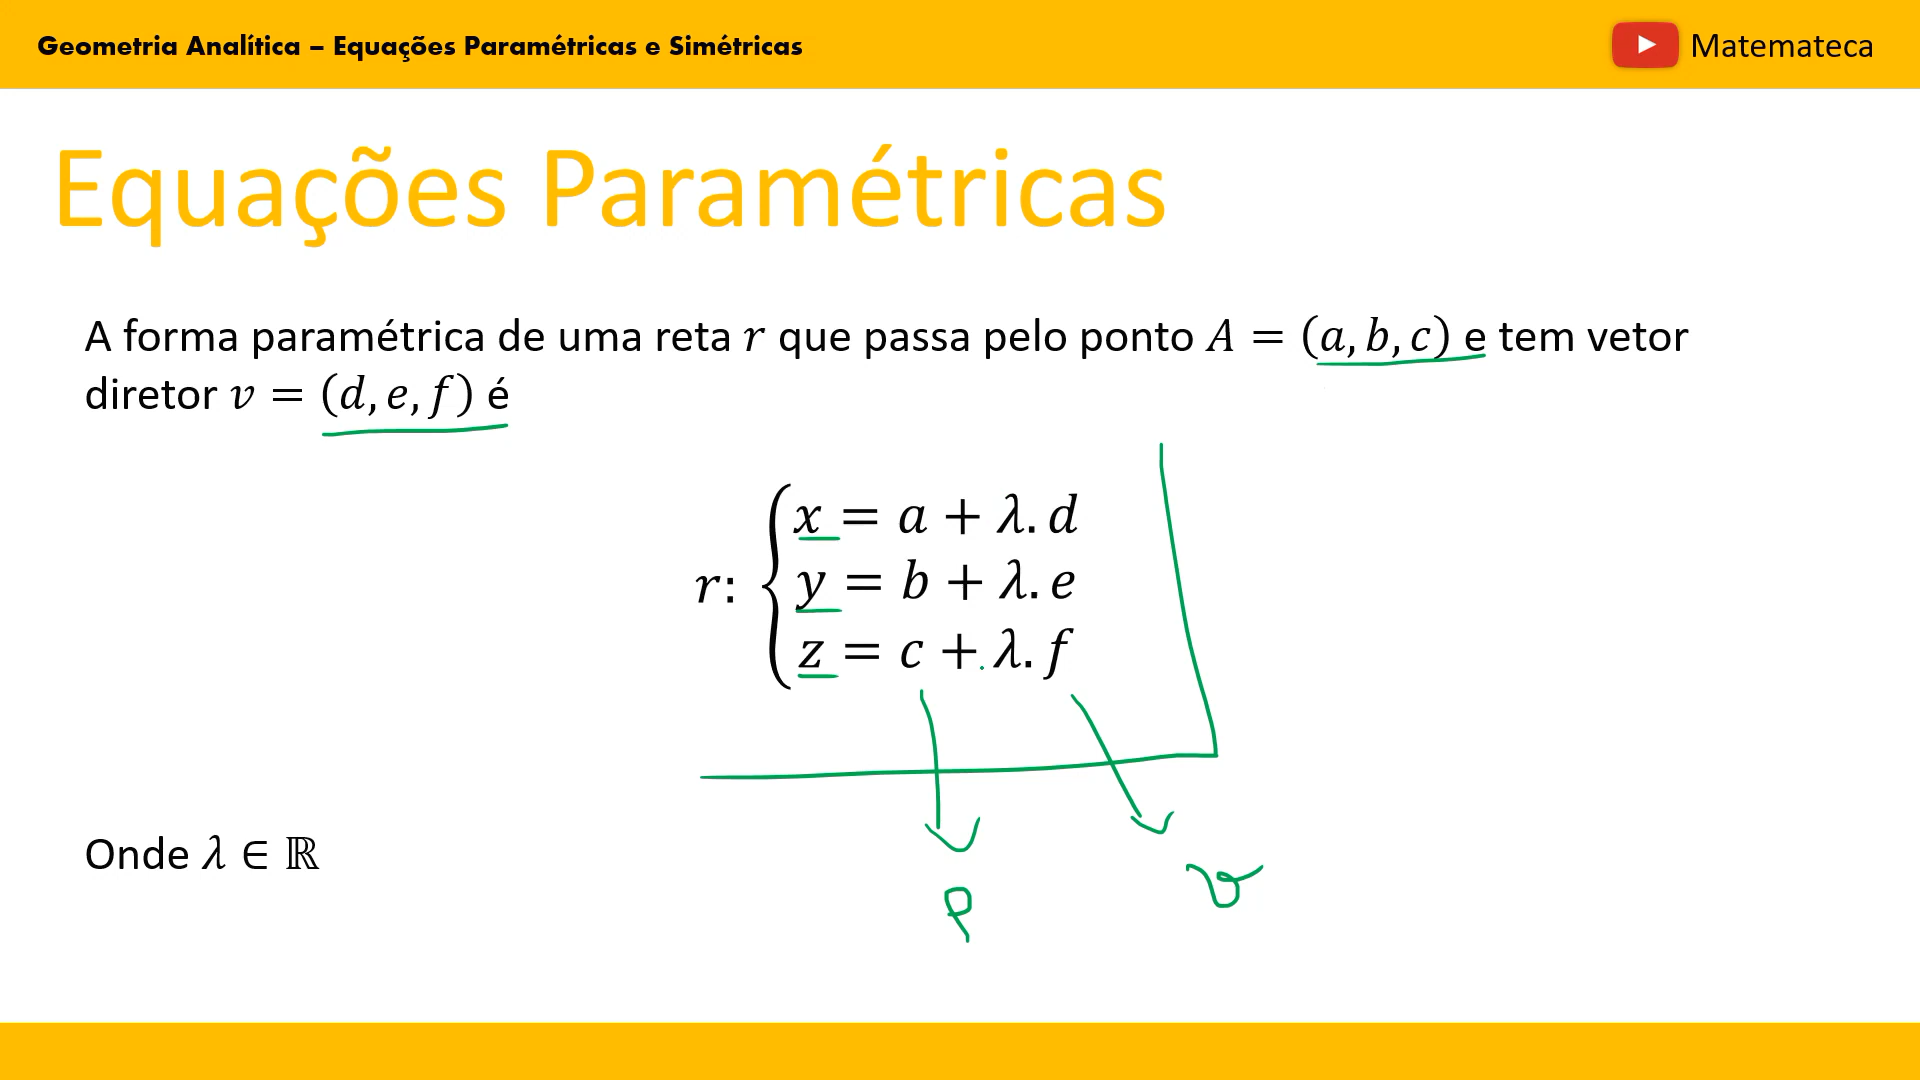 Geometria Analítica – Equações Paramétricas e Simétricas
Matemateca
Equações Paramétricas
A forma paramétrica de uma reta r que passa pelo ponto A = (a, b, c) e tem vetor
diretor v = (d, e, f) é
x = a + λ. d
r: { y = b + λ. e
z = c + λ. f
Onde λ ∈ ℝ
P
v